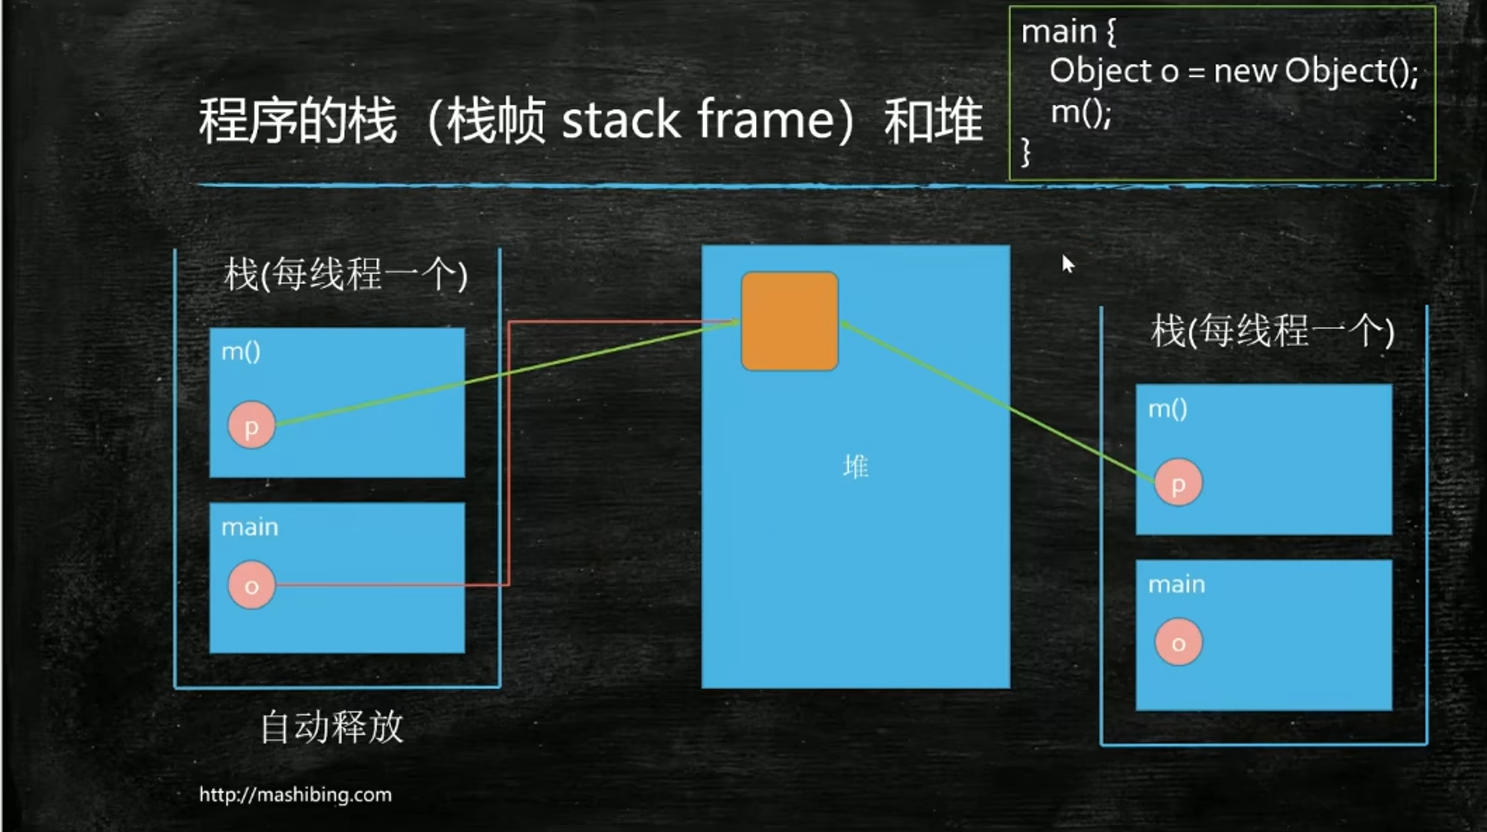 main {
Object o = new Object();
m();
}
程序的栈（栈帧 stack frame）和堆
栈(每线程一个)
m()
p
main
o
自动释放
堆
栈(每线程一个)
m()
p
main
o
http://mashibing.com